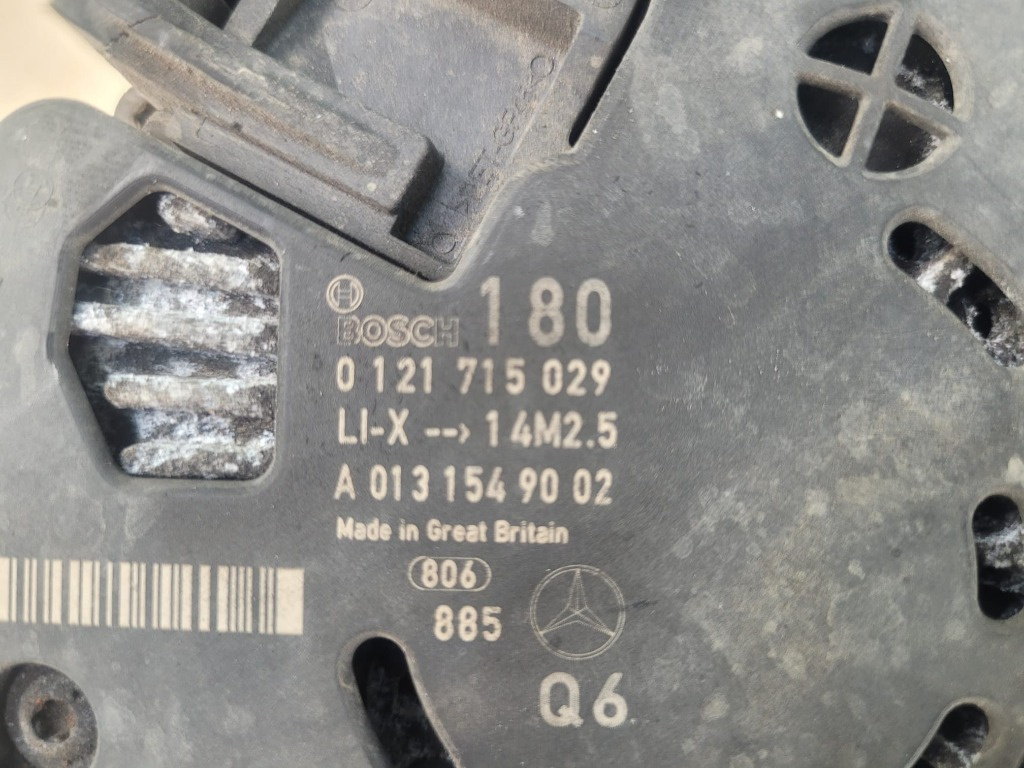 BOSCH 180
0 121 715 029
LI-X --> 14M2.5
A 013 154 90 02
Made in Great Britain
806
885
Q6